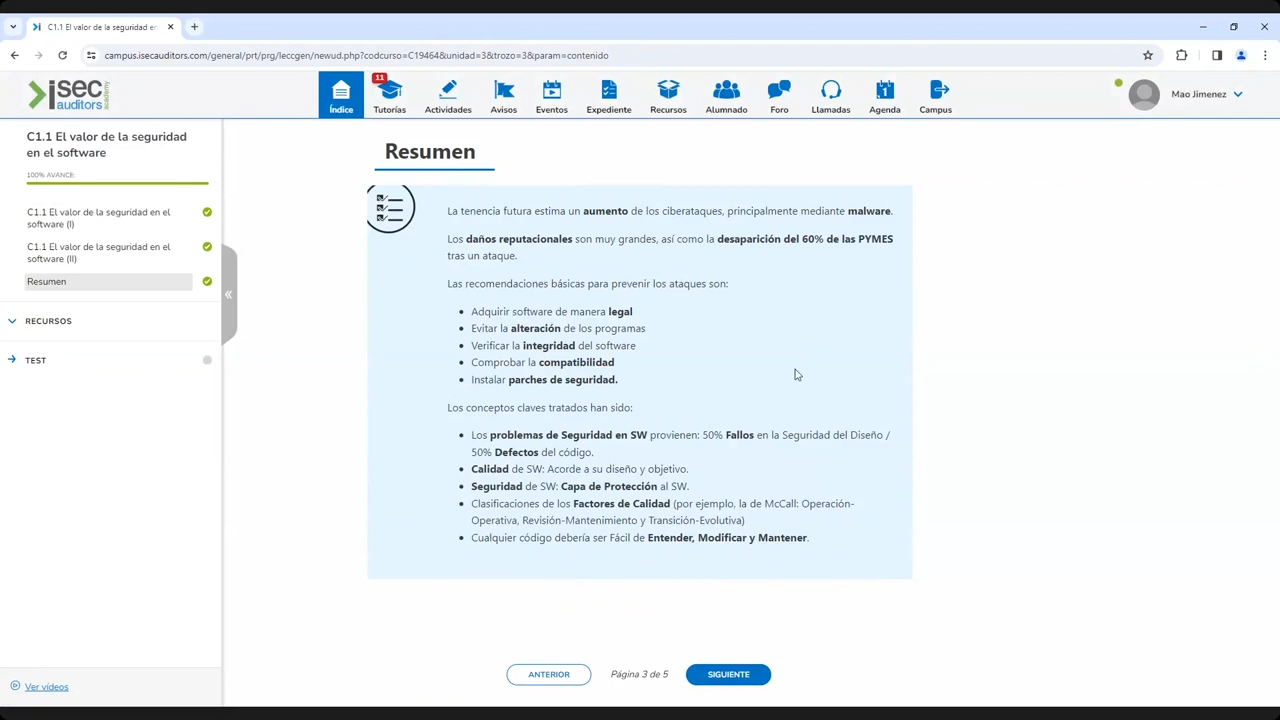 C1.1 El valor de la seguridad en
campus.isecauditors.com/general/prt/prg/leccgen/newud.php?codcurso=C19464&unidad=3&trozo=3&param=contenido
isec
auditors
academy
11
Índice
Tutorías
Actividades
Avisos
Eventos
Expediente
Recursos
Alumnado
Foro
Llamadas
1
Agenda
Campus
Mao Jimenez
C1.1 El valor de la seguridad
en el software
100% AVANCE:
C1.1 El valor de la seguridad en el
software (I)
C1.1 El valor de la seguridad en el
software (II)
Resumen
RECURSOS
TEST
Ver vídeos
Resumen
La tenencia futura estima un aumento de los ciberataques, príncipalmente mediante malware.
Los daños reputacionales son muy grandes, así como la desaparición del 60% de las PYMES
tras un ataque.
Las recomendaciones básicas para prevenir los ataques son:
• Adquirir software de manera legal
• Evitar la alteración de los programas
• Verificar la integridad del software
• Comprobar la compatibilidad
• Instalar parches de seguridad.
Los conceptos claves tratados han sido:
• Los problemas de Seguridad en SW provienen: 50% Fallos en la Seguridad del Diseño /
50% Defectos del código.
• Calidad de SW: Acorde a su diseño y objetivo.
• Seguridad de SW: Capa de Protección al SW.
• Clasificaciones de los Factores de Calidad (por ejemplo, la de McCall: Operación-
Operativa, Revisión-Mantenimiento y Transición-Evolutiva)
• Cualquier código debería ser Fácil de Entender, Modificar y Mantener.
ANTERIOR
Página 3 de 5
SIGUIENTE